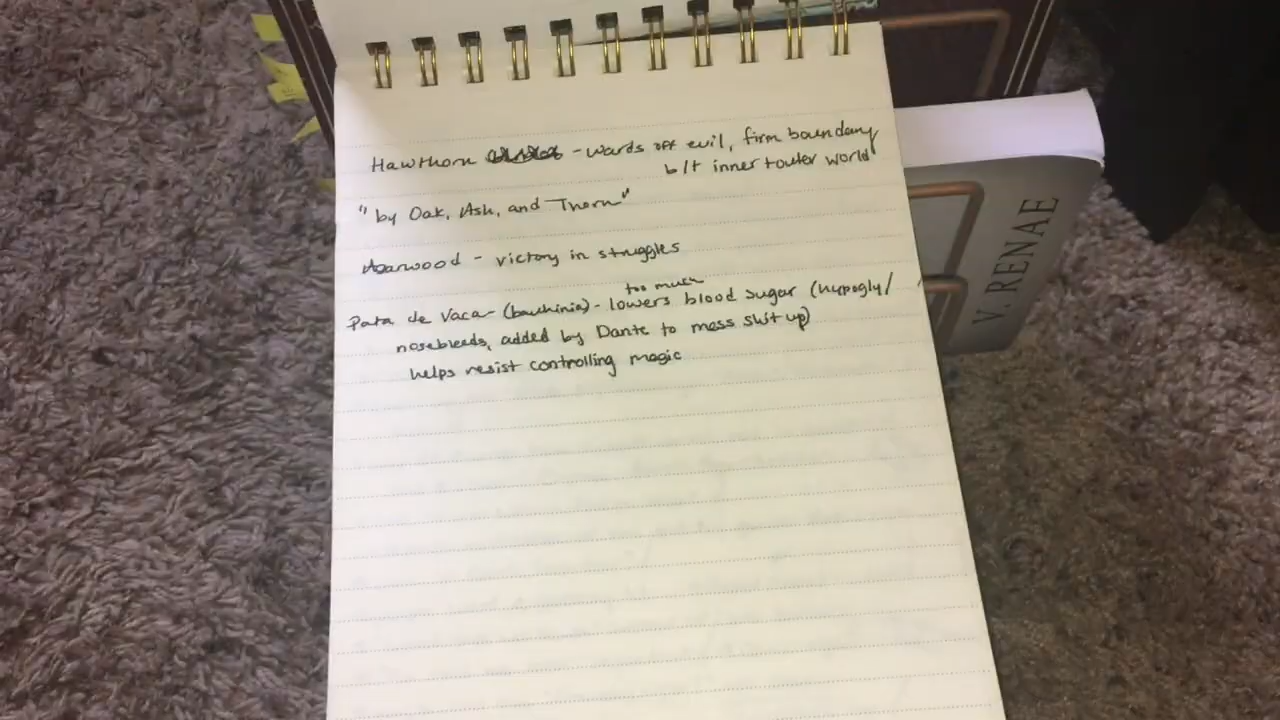 Hawthorn - wards off evil, firm boundary
b/t inner + outer world
"by Oak, Ash, and Thorn"
Agarwood - victory in struggles
too much
Pata de Vaca - (bauhinia) - lowers blood sugar (hypogly/
nosebleeds, added by Dante to mess shit up)
helps resist controlling magic
V. RENAE